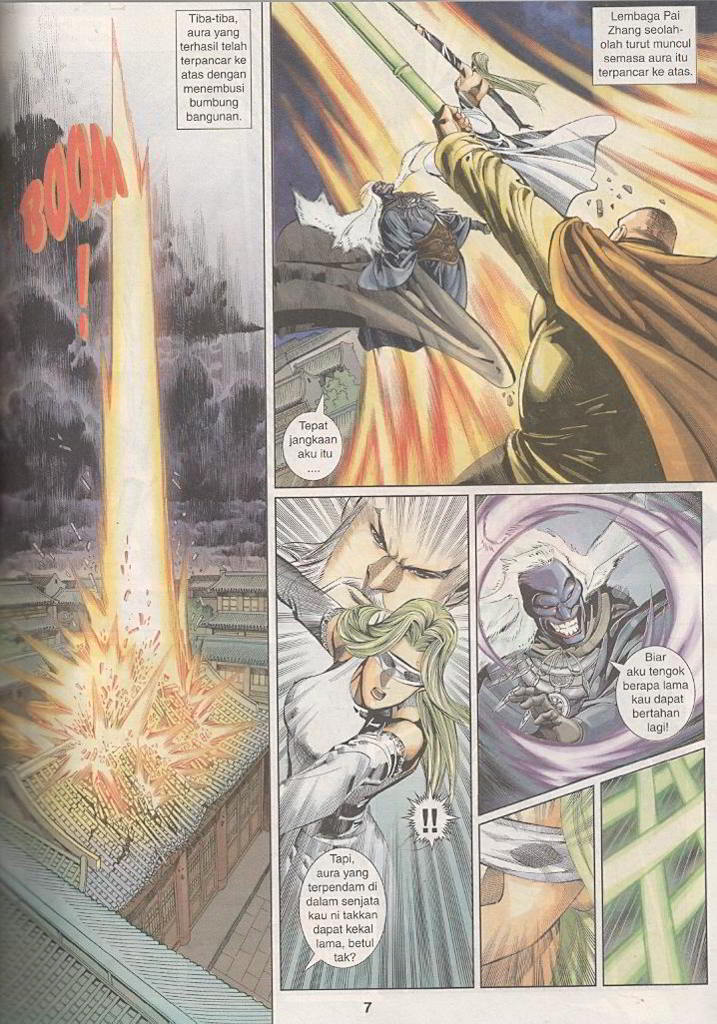 Tiba-tiba,
aura yang
terhasil telah
terpancar ke
atas dengan
menembusi
bumbung
bangunan.
BOOM
!
Lembaga Pai
Zhang seolah-
olah turut muncul
semasa aura itu
terpancar ke atas.
Tepat
jangkaan
aku itu
....
!!
Tapi,
aura yang
terpendam di
dalam senjata
kau ni takkan
dapat kekal
lama, betul
tak?
Biar
aku tengok
berapa lama
kau dapat
bertahan
lagi!
7